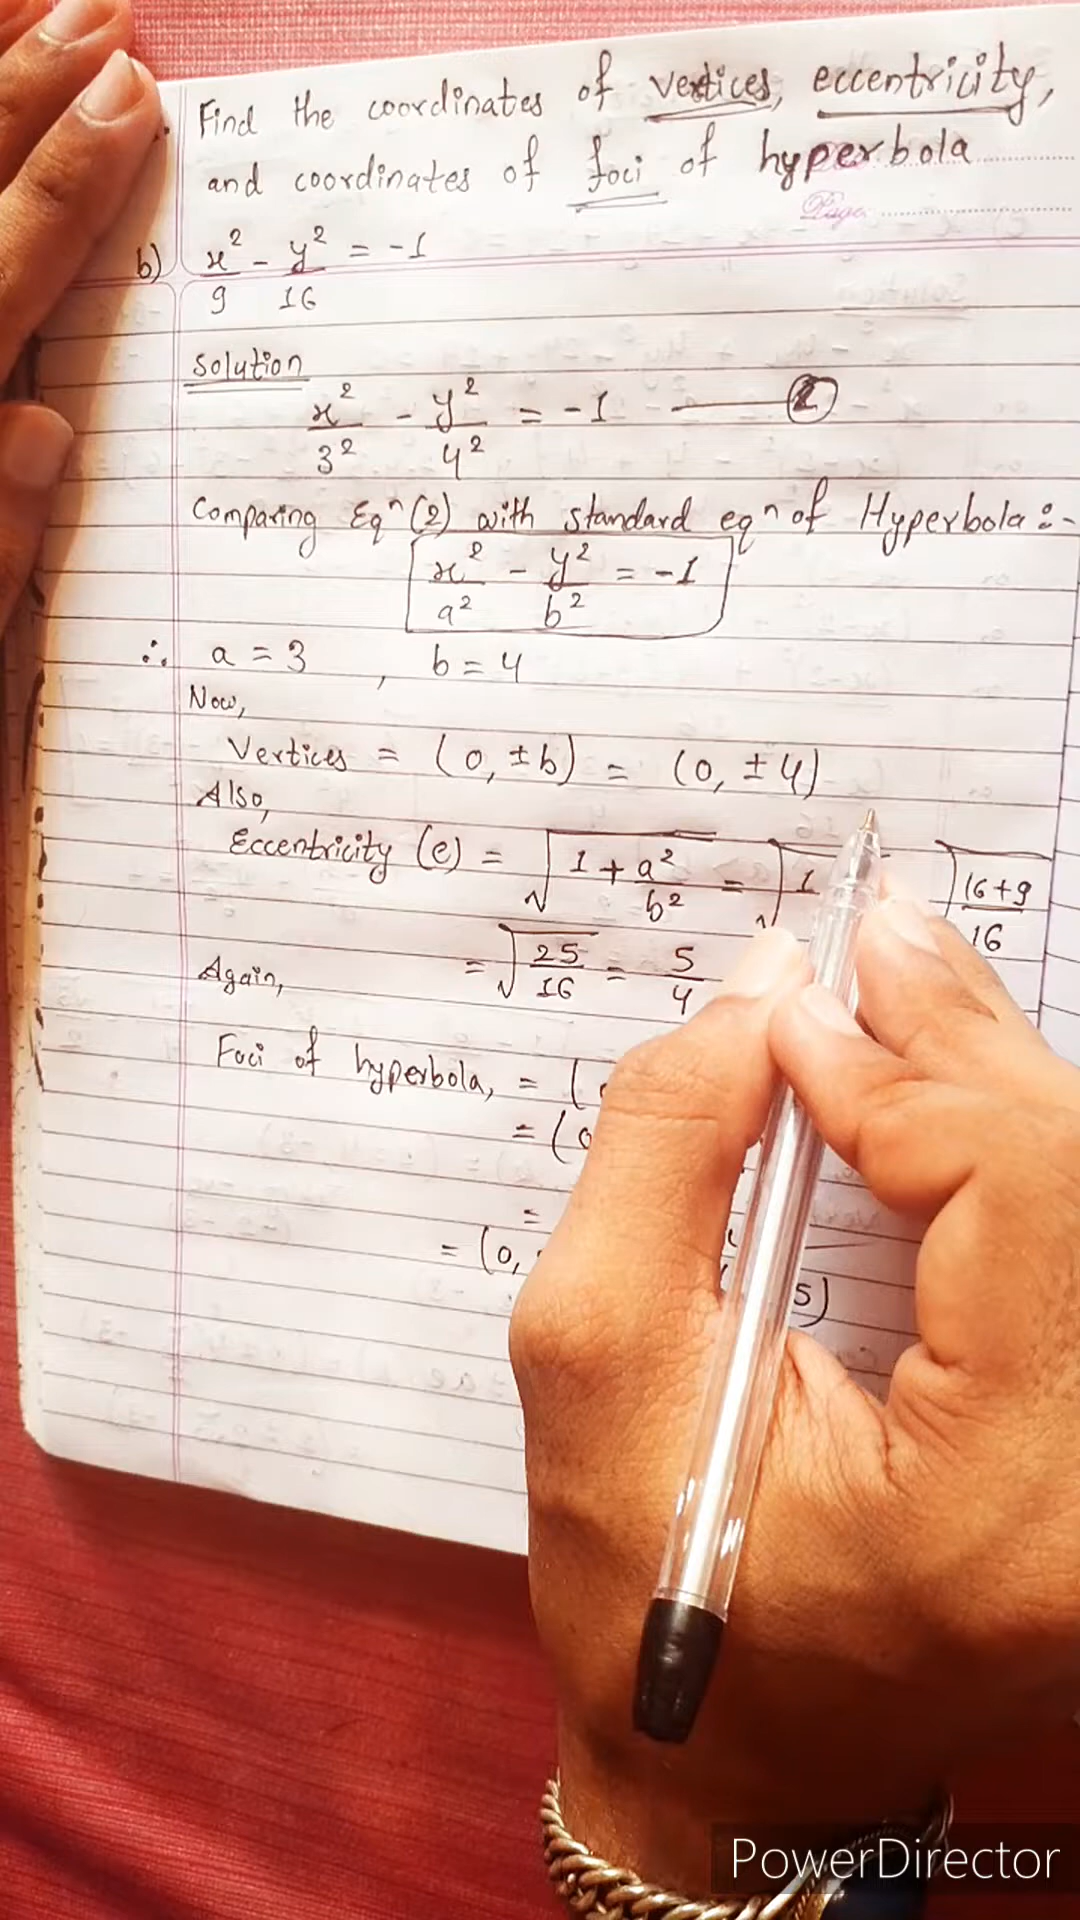 Find the coordinates of vertices, eccentricity,
and coordinates of foci of hyperbola
Page
b) x²/9 - y²/16 = -1
Solution
x²/3² - y²/4² = -1 — (2)
Comparing Eqⁿ (2) with standard eqⁿ of Hyperbola :-
x²/a² - y²/b² = -1
∴ a = 3 , b = 4
Now,
Vertices = (0, ±b) = (0, ±4)
Also,
Eccentricity (e) = √(1 + a²/b²) = √1 √((16+9)/16)
= √(25/16) = 5/4
Again,
Foci of hyperbola, = (
= (0
=
= (0,
5)
PowerDirector